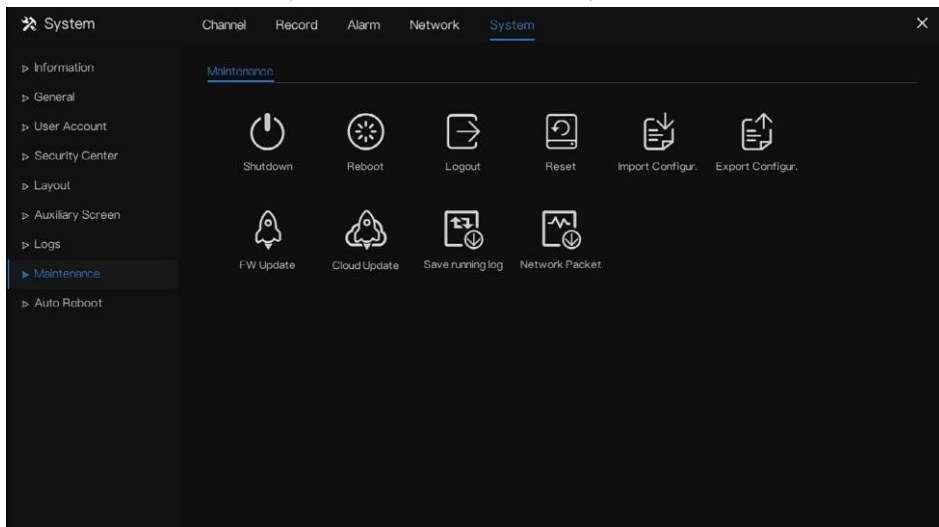 System
Channel Record Alarm Network System
Information
General
User Account
Security Center
Layout
Auxiliary Screen
Logs
Maintenance
Auto Reboot
Maintenance
Shutdown Reboot Logout Reset Import Configur. Export Configur.
FW Update Cloud Update Save running log Network Packet.